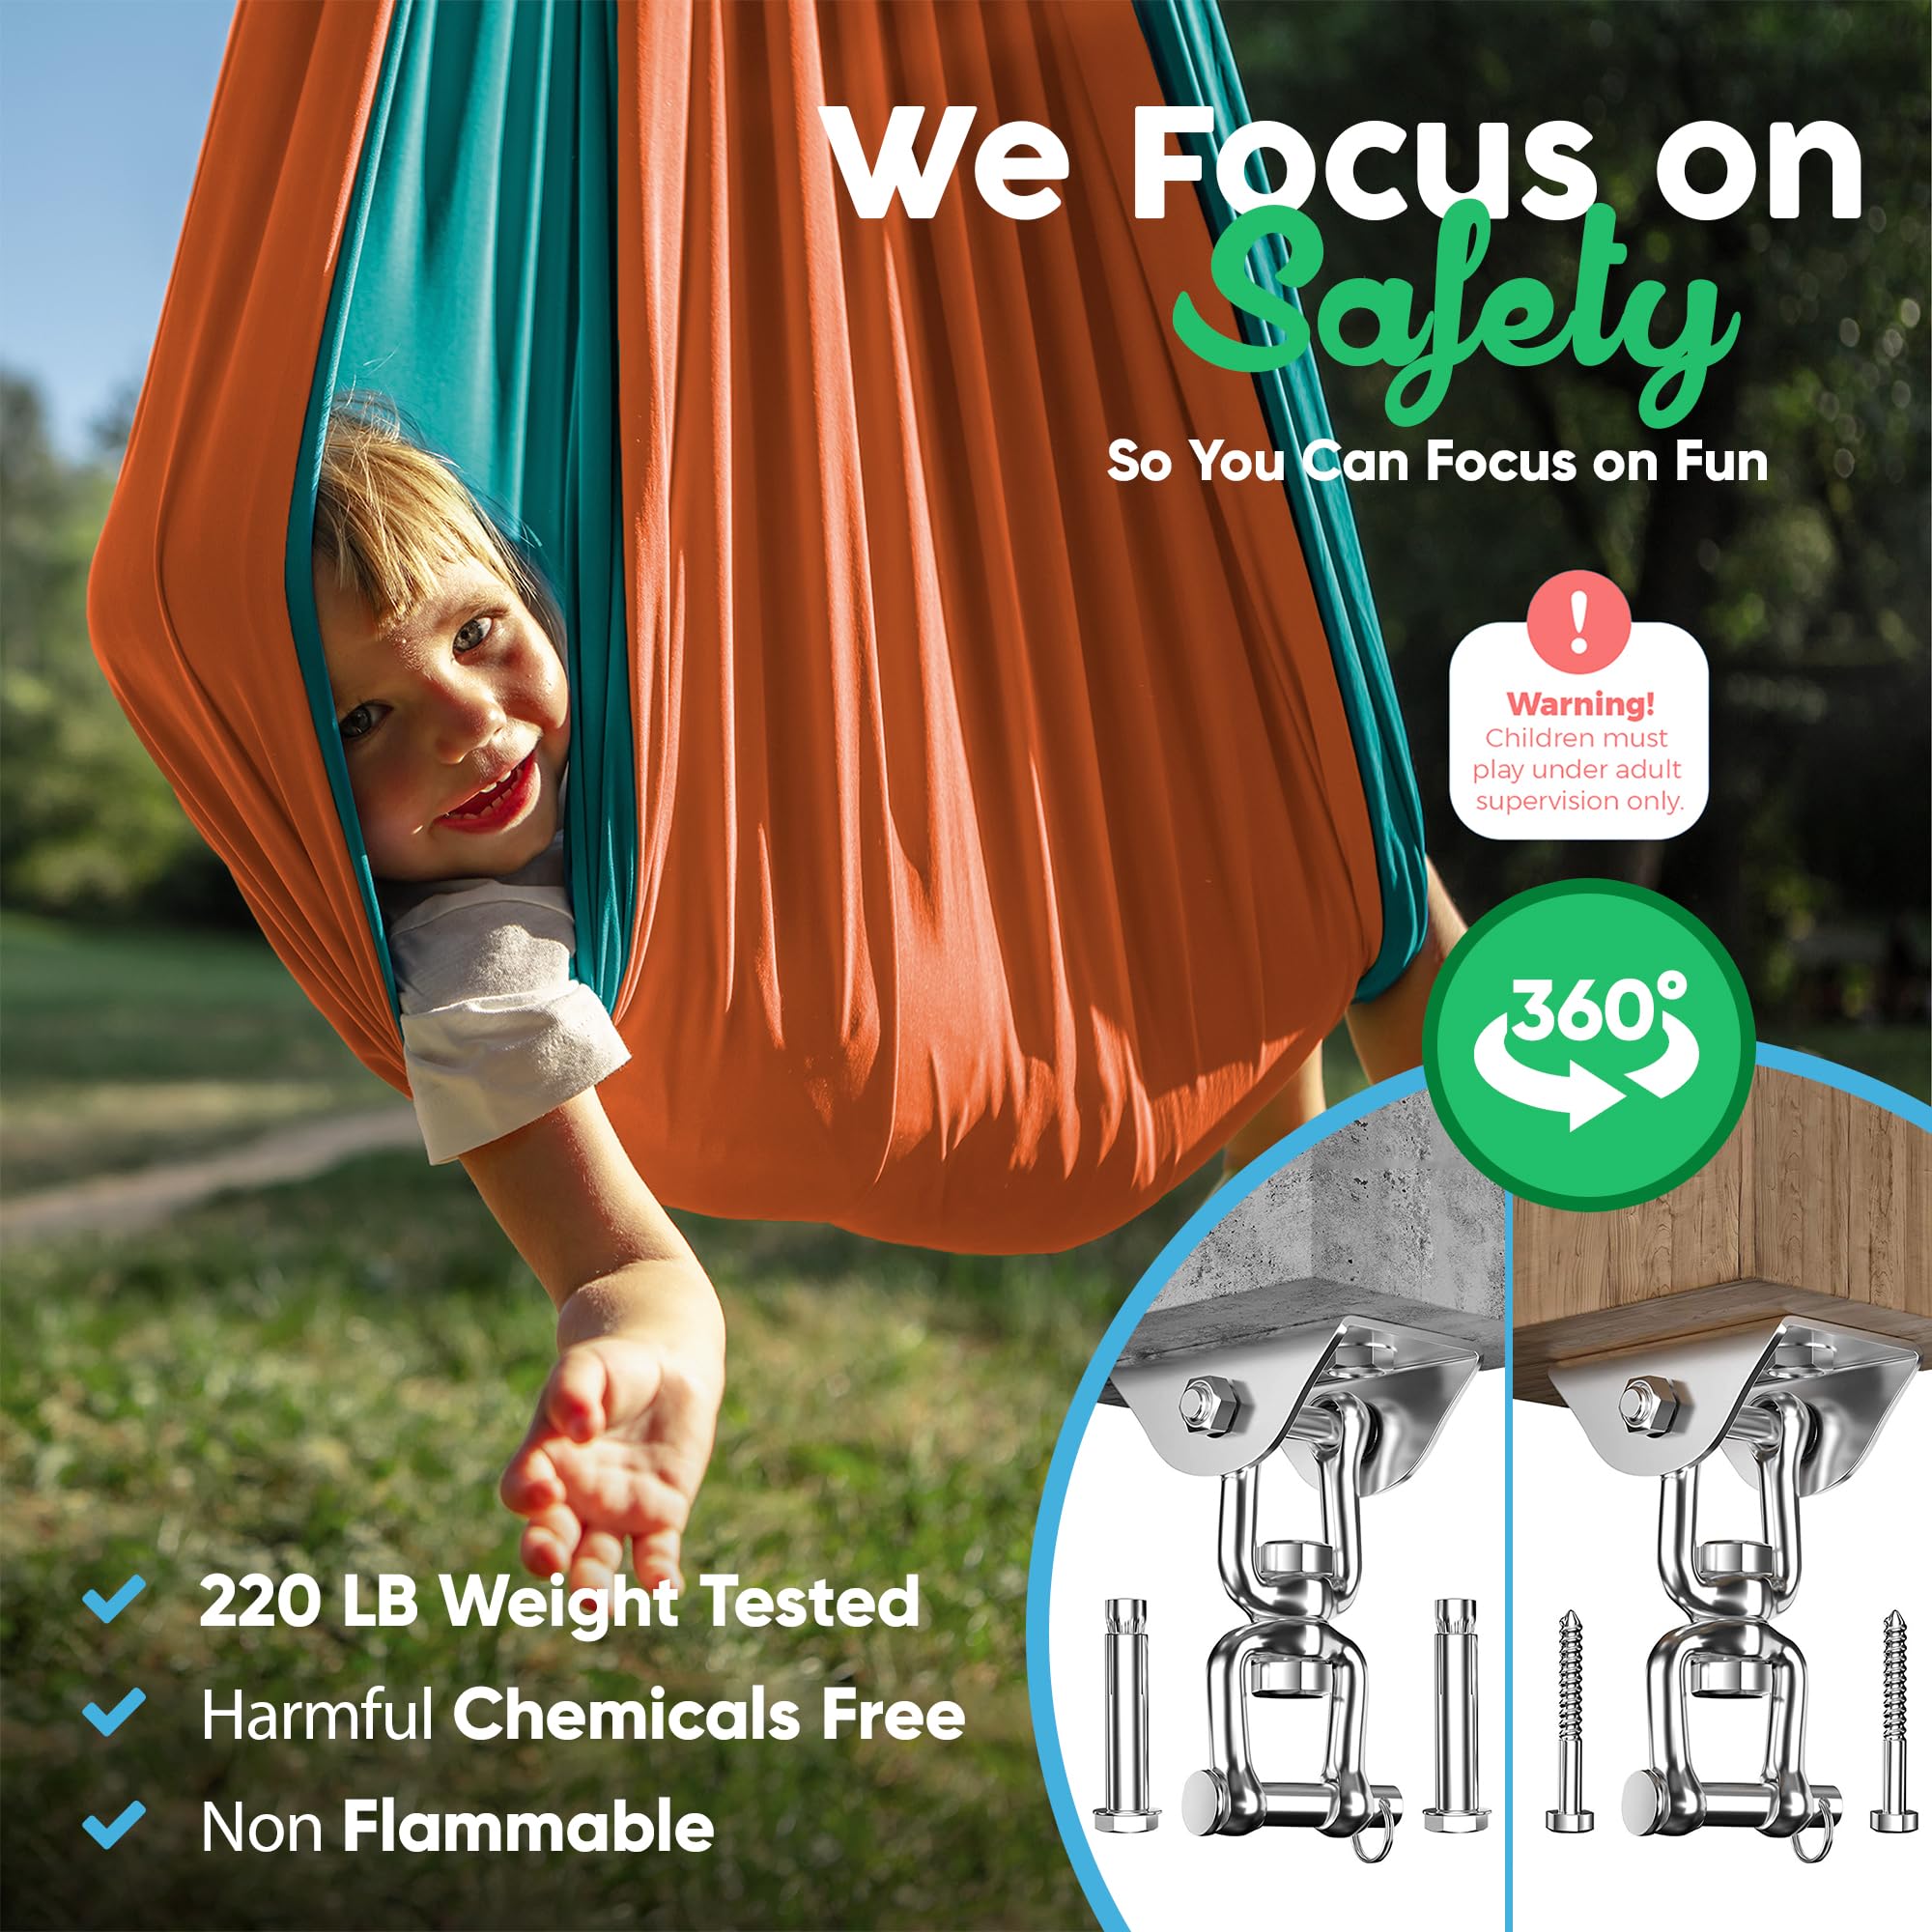 We Focus on
Safety
So You Can Focus on Fun
!
Warning!
Children must
play under adult
supervision only.
360°
220 LB Weight Tested
Harmful Chemicals Free
Non Flammable